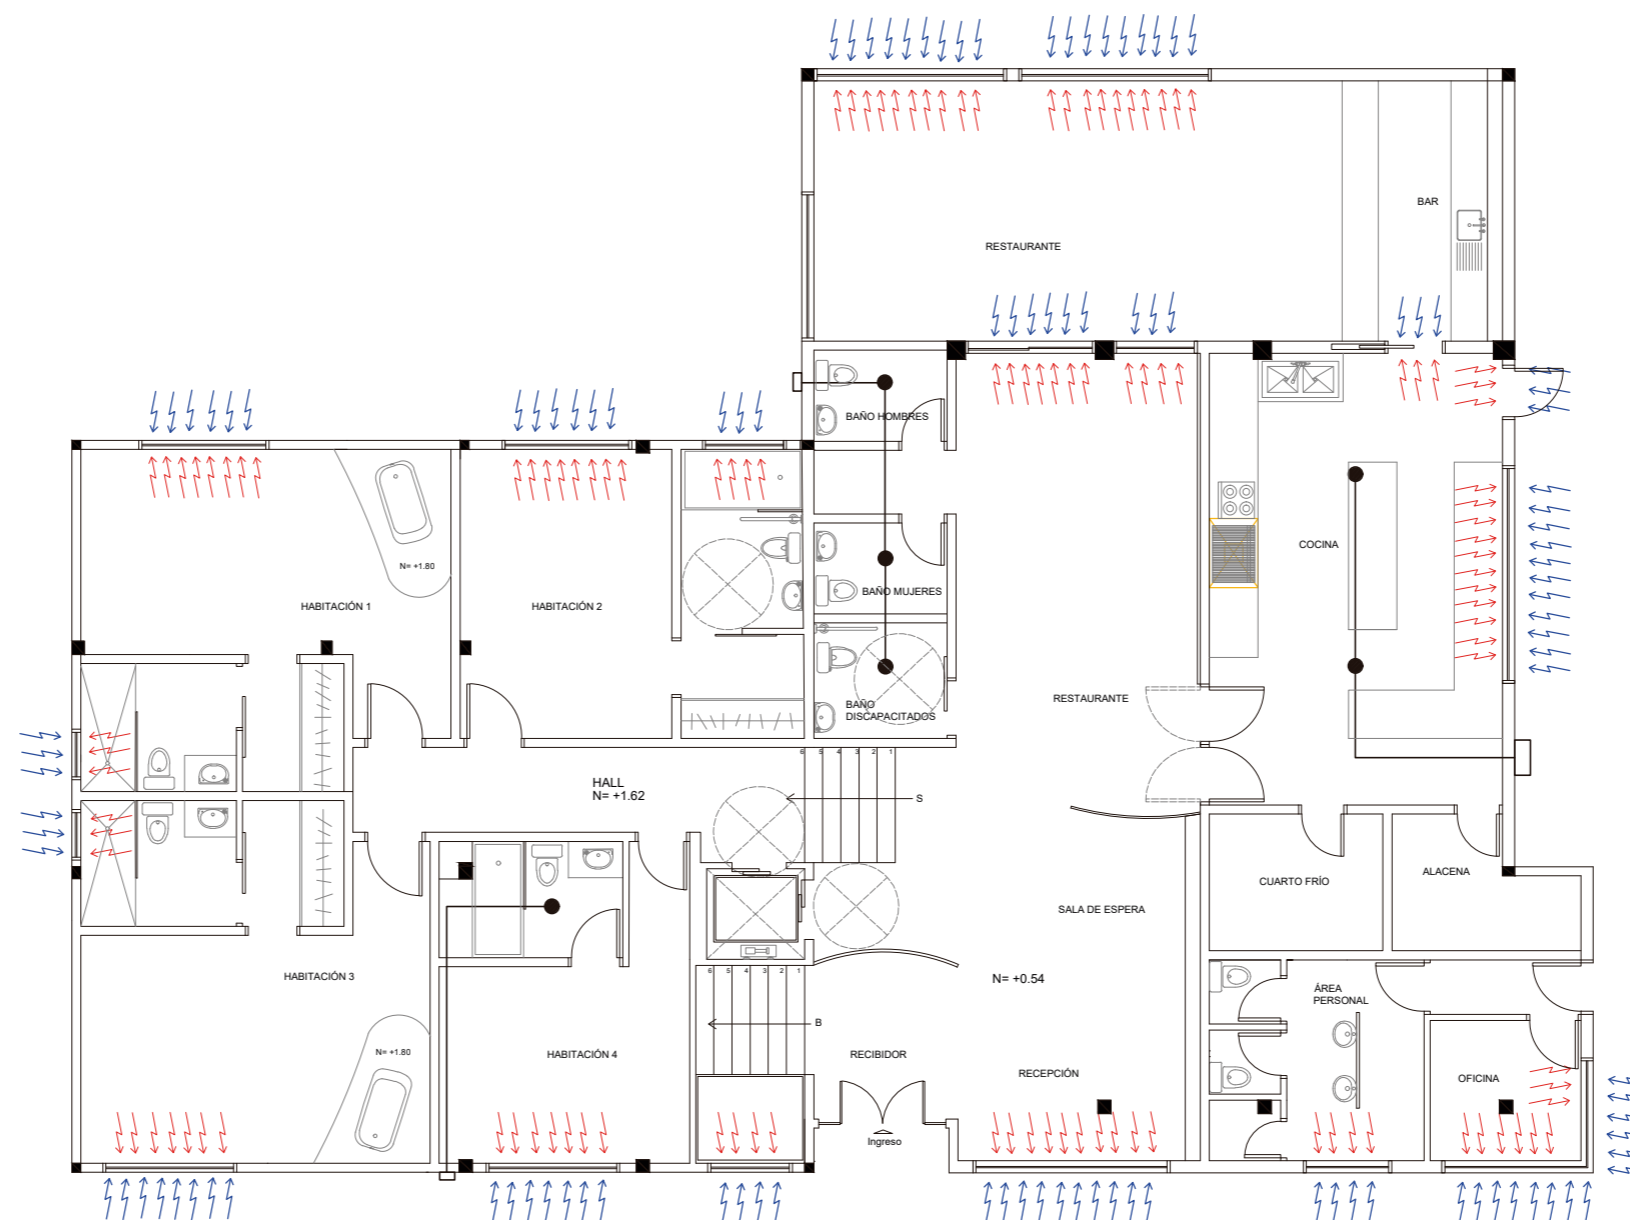 BAR
RESTAURANTE
BAÑO HOMBRES
COCINA
N= +1.80
BAÑO MUJERES
HABITACIÓN 1
HABITACIÓN 2
RESTAURANTE
BAÑO
DISCAPACITADOS
6 5 4 3 2 1
HALL
N= +1.62
S
CUARTO FRÍO
ALACENA
SALA DE ESPERA
HABITACIÓN 3
6 5 4 3 2 1
N= +0.54
ÁREA
PERSONAL
B
N= +1.80
HABITACIÓN 4
RECIBIDOR
RECEPCIÓN
OFICINA
Ingreso